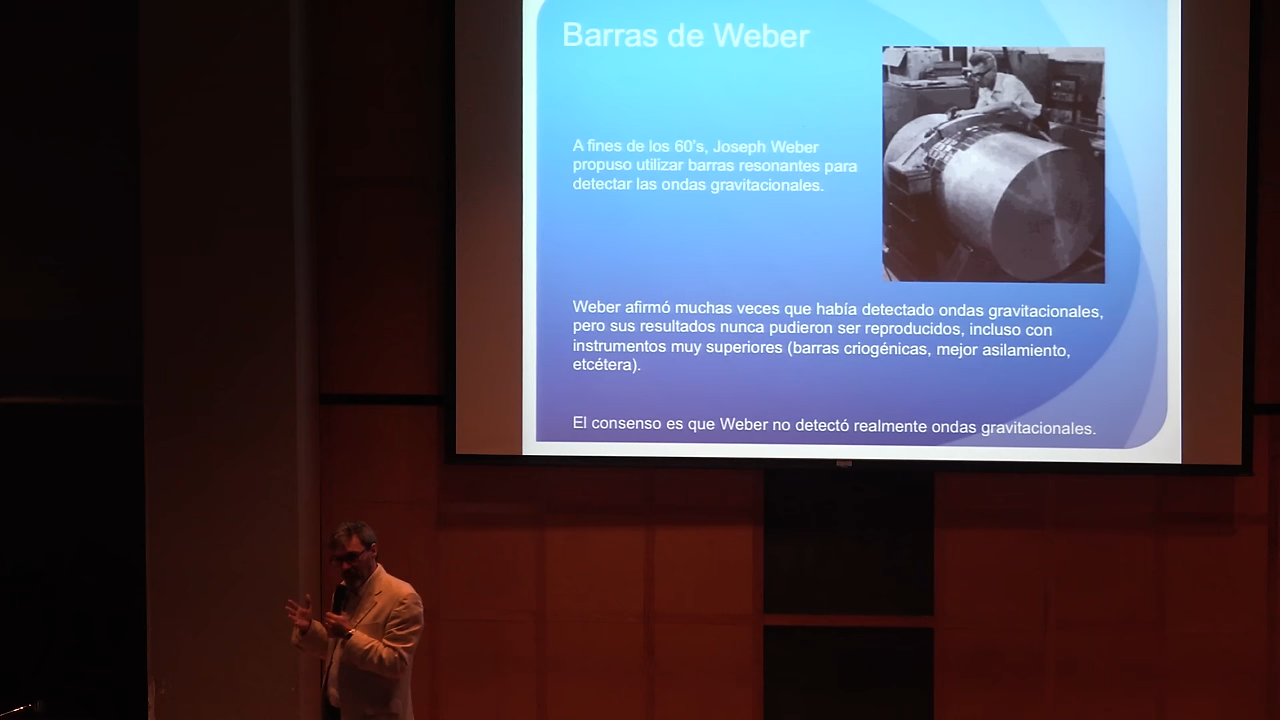 Barras de Weber
A fines de los 60's, Joseph Weber
propuso utilizar barras resonantes para
detectar las ondas gravitacionales.
Weber afirmó muchas veces que había detectado ondas gravitacionales,
pero sus resultados nunca pudieron ser reproducidos, incluso con
instrumentos muy superiores (barras criogénicas, mejor asilamiento,
etcétera).
El consenso es que Weber no detectó realmente ondas gravitacionales.